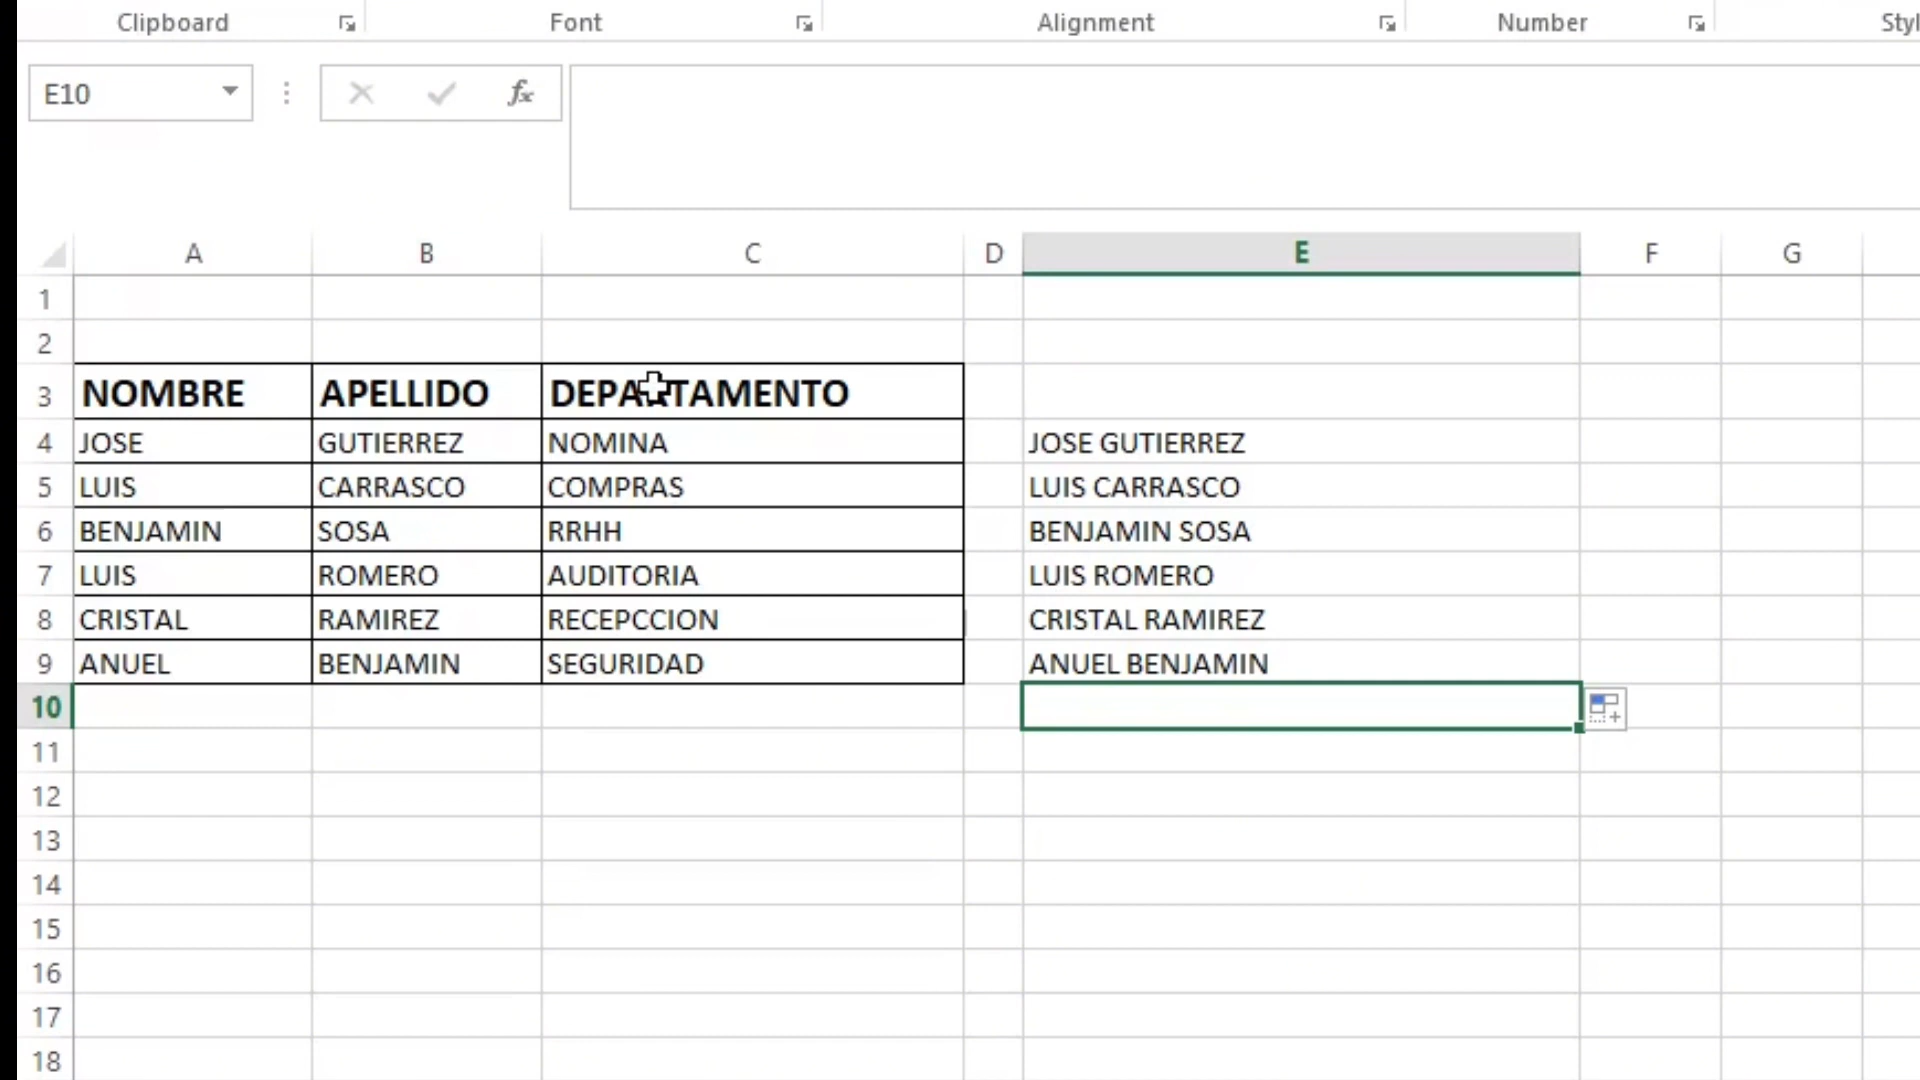 Clipboard Font Alignment Number Styl
E10 fx
A B C D E F G
1
2
3 NOMBRE APELLIDO DEPARTAMENTO
4 JOSE GUTIERREZ NOMINA JOSE GUTIERREZ
5 LUIS CARRASCO COMPRAS LUIS CARRASCO
6 BENJAMIN SOSA RRHH BENJAMIN SOSA
7 LUIS ROMERO AUDITORIA LUIS ROMERO
8 CRISTAL RAMIREZ RECEPCCION CRISTAL RAMIREZ
9 ANUEL BENJAMIN SEGURIDAD ANUEL BENJAMIN
10
11
12
13
14
15
16
17
18